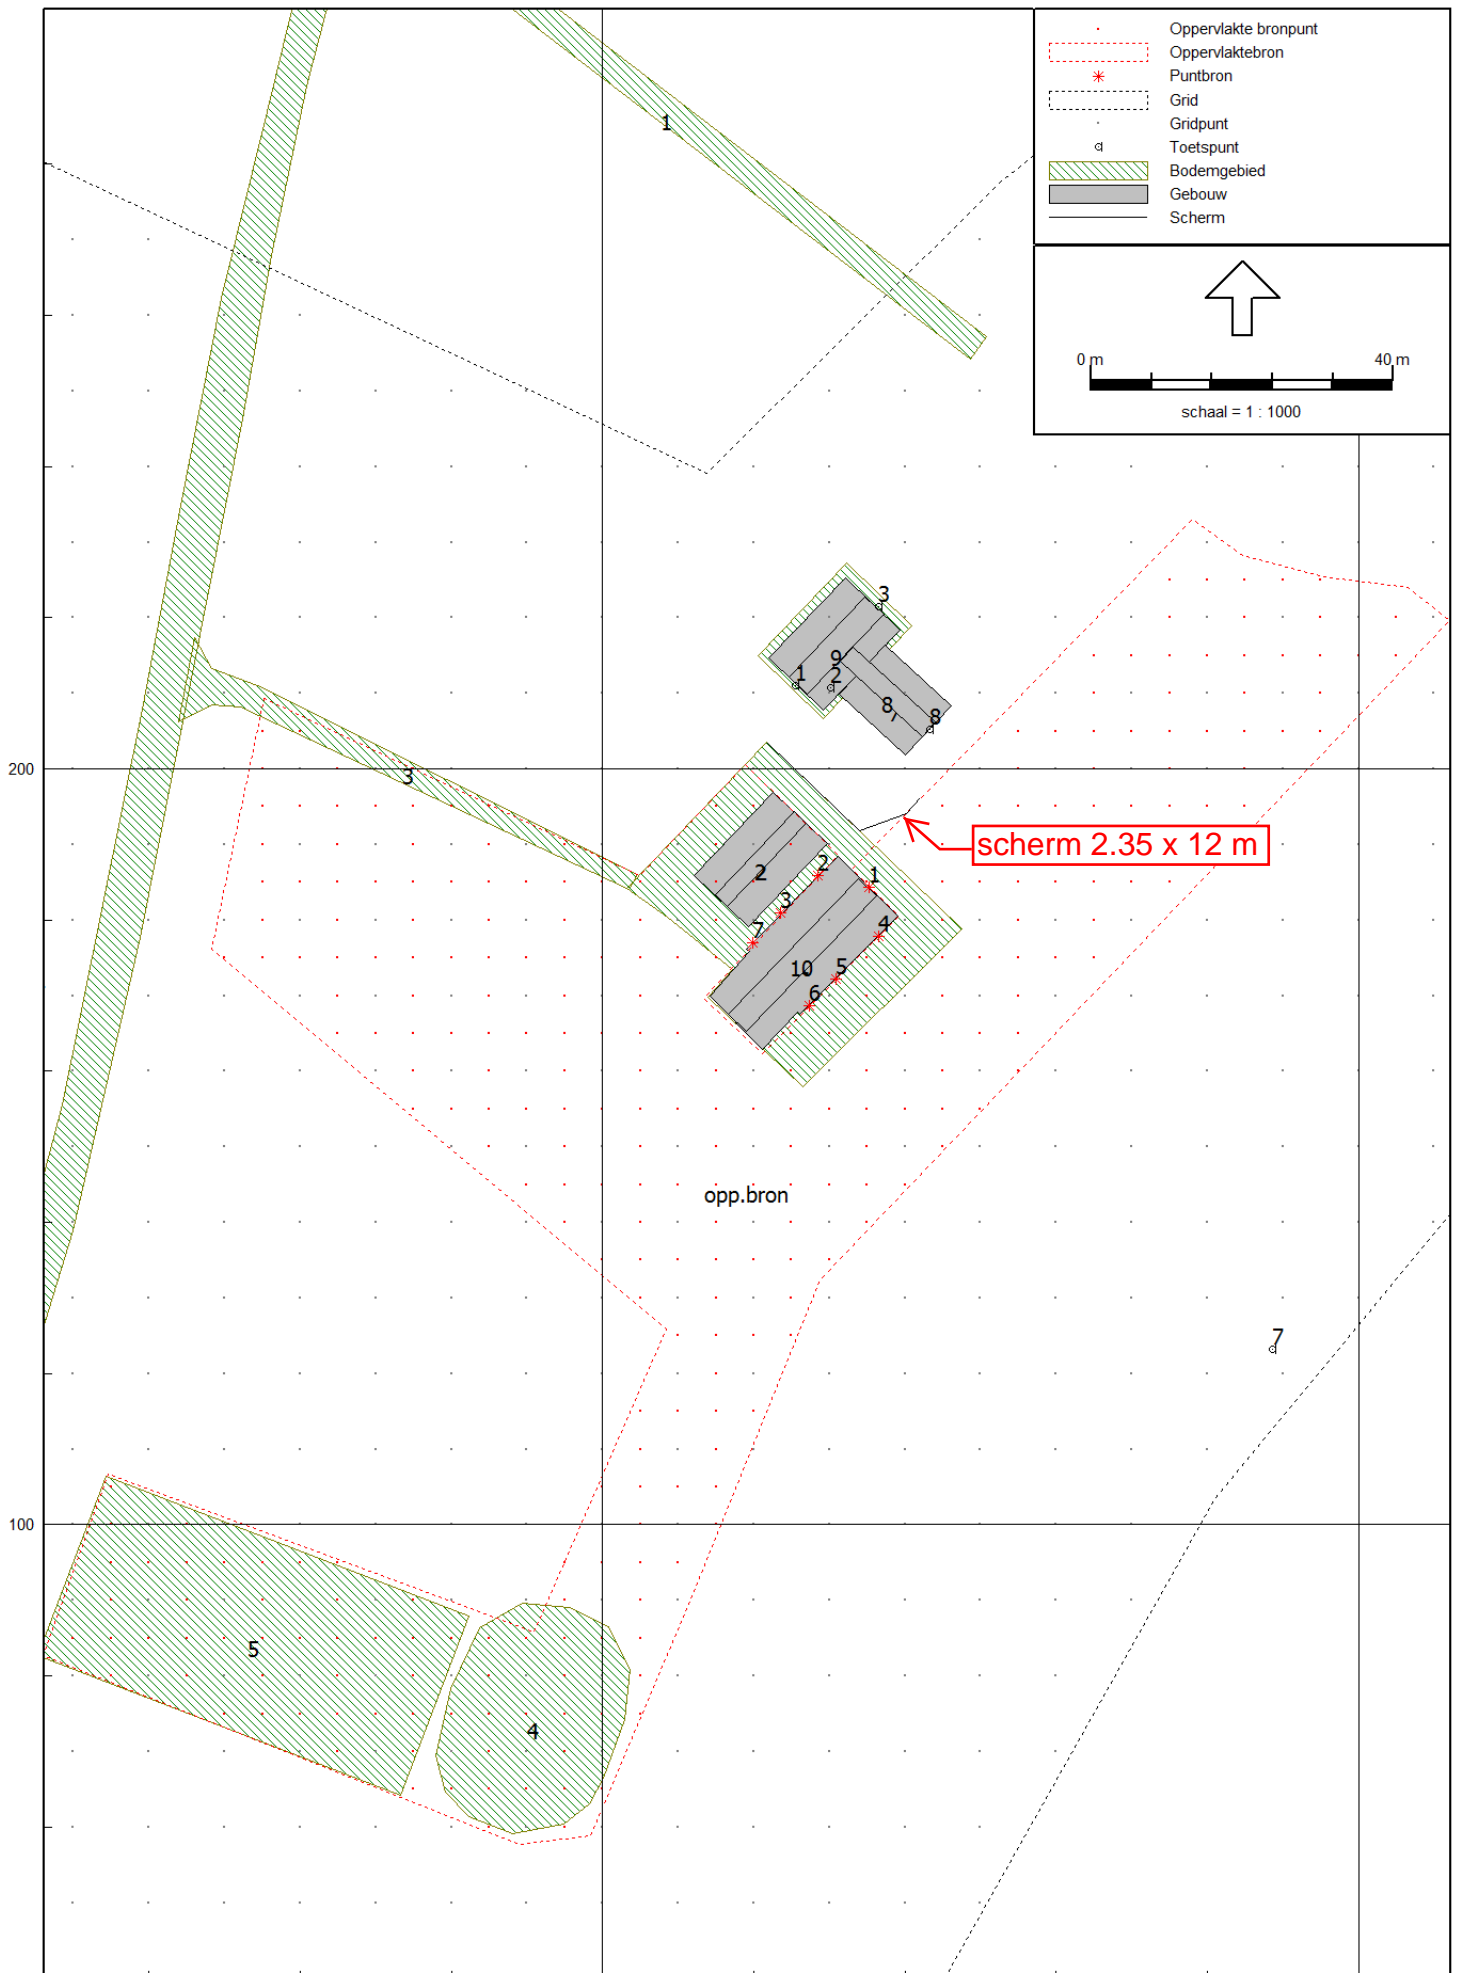 Oppervlakte bronpunt
Oppervlaktebron
Puntbron
Grid
Gridpunt
Toetspunt
Bodemgebied
Gebouw
Scherm
0 m 40 m
schaal = 1 : 1000
1
3
9
1
2
8
7
8
200
3
scherm 2.35 x 12 m
2
2
1
3
7
4
10
5
6
opp.bron
7
100
5
4